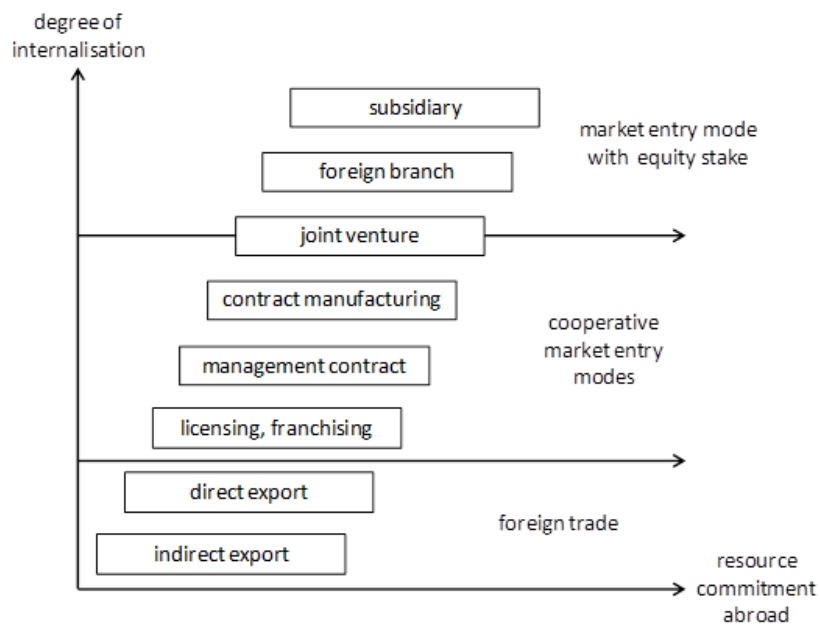 degree of
internalisation
subsidiary
market entry mode
with equity stake
foreign branch
joint venture
contract manufacturing
cooperative
market entry
modes
management contract
licensing, franchising
direct export
foreign trade
indirect export
resource
commitment
abroad